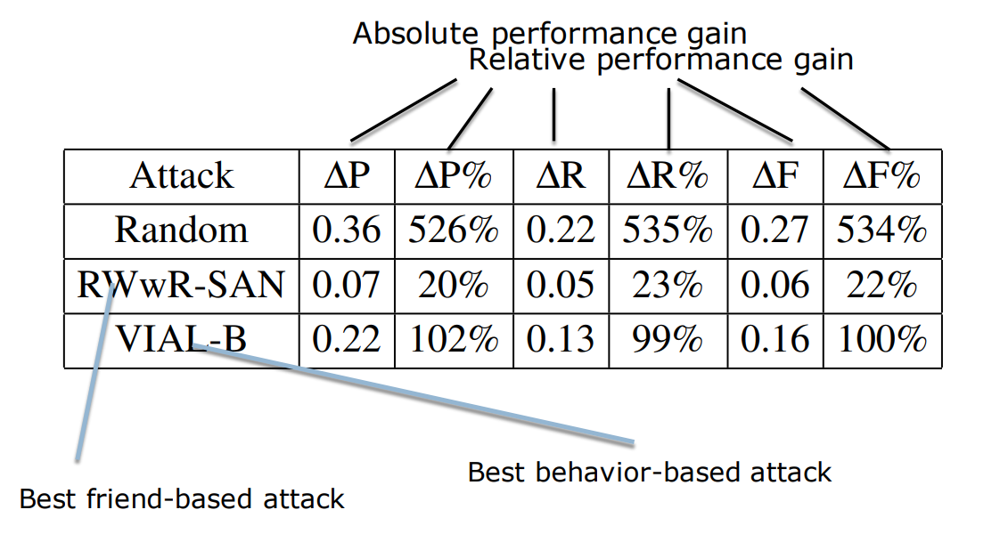 Absolute performance gain
Relative performance gain
Attack ΔP ΔP% ΔR ΔR% ΔF ΔF%
Random 0.36 526% 0.22 535% 0.27 534%
RWwR-SAN 0.07 20% 0.05 23% 0.06 22%
VIAL-B 0.22 102% 0.13 99% 0.16 100%
Best behavior-based attack
Best friend-based attack